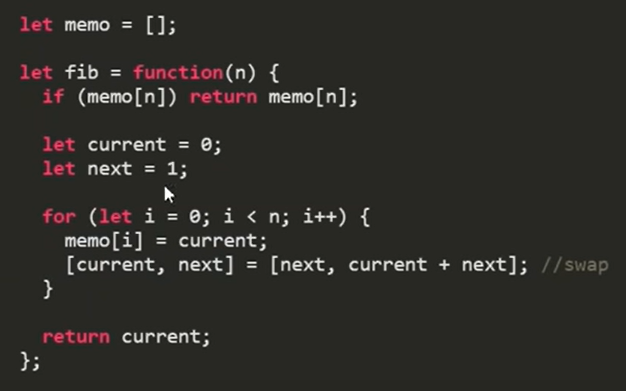 let memo = [];
let fib = function(n) {
if (memo[n]) return memo[n];
let current = 0;
let next = 1;
for (let i = 0; i < n; i++) {
memo[i] = current;
[current, next] = [next, current + next]; //swap
}
return current;
};